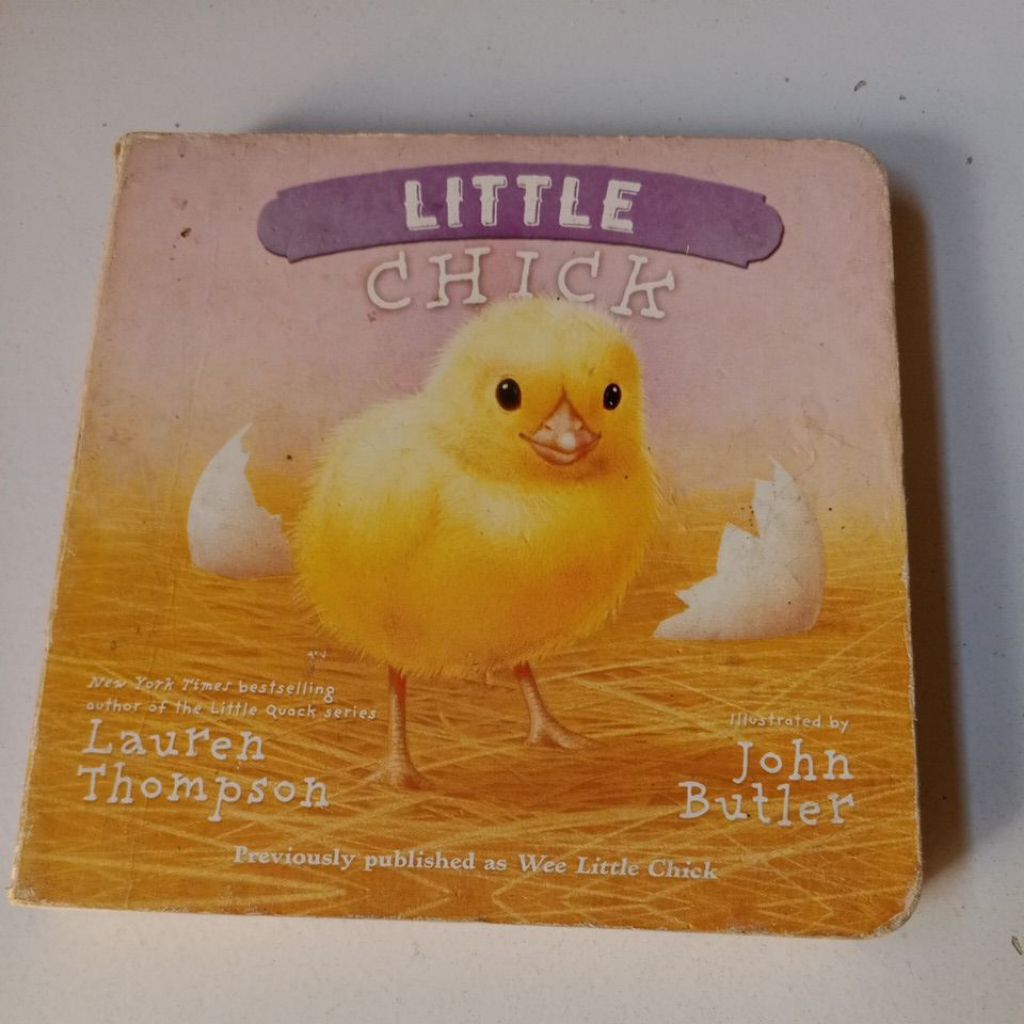 LITTLE
CHICK
New York Times bestselling
author of the Little Quack series
Lauren
Thompson
Illustrated by
John
Butler
Previously published as Wee Little Chick